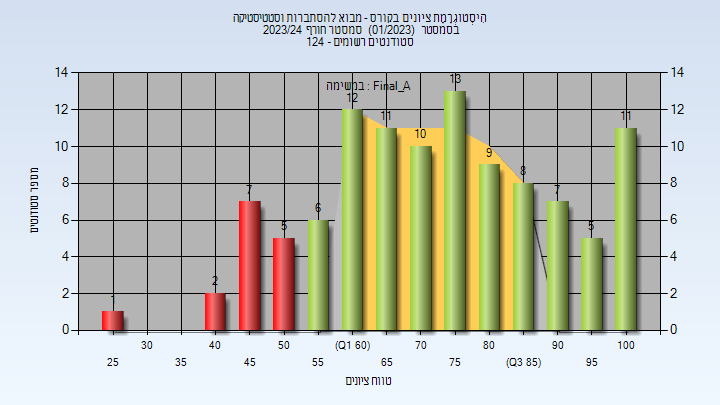 היסטוגרמת ציונים בקורס - מבוא להסתברות וסטטיסטיקה
בסמסטר (01/2023) סמסטר חורף 2023/24
סטודנטים רשומים - 124
במשימה : Final_A
מספר סטודנטים
14 14
12 12
10 10
8 8
6 6
4 4
2 2
0 0
1 2 7 5 6 12 11 10 13 9 8 7 5 11
30 40 50 (Q1 60) 70 80 90 100
25 35 45 55 65 75 (Q3 85) 95
טווח ציונים